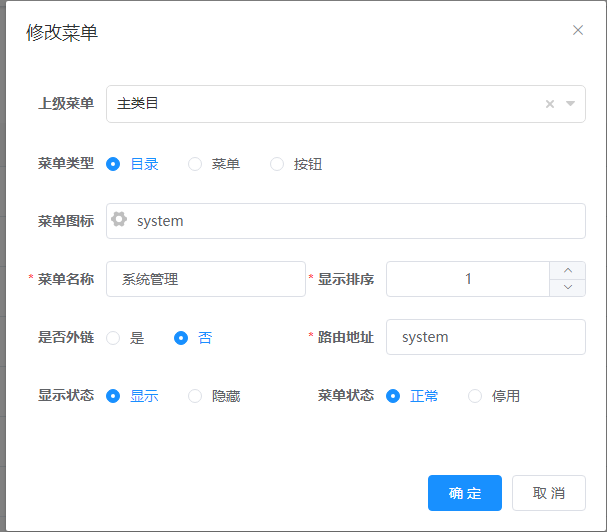 修改菜单
上级菜单 主类目
菜单类型 目录 菜单 按钮
菜单图标 system
* 菜单名称 系统管理 * 显示排序 1
是否外链 是 否 * 路由地址 system
显示状态 显示 隐藏 菜单状态 正常 停用
确 定 取 消